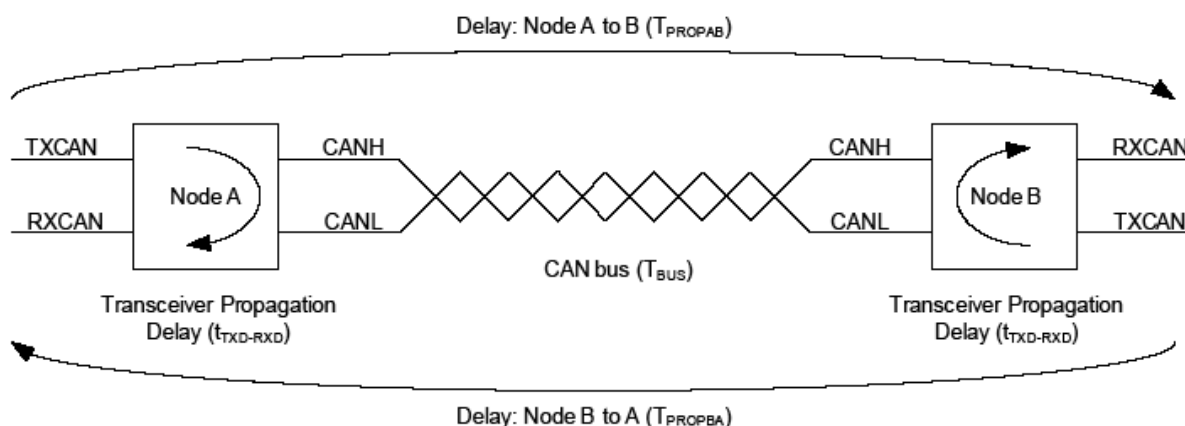 Delay: Node A to B (TPROPAB)
TXCAN
CANH
CANH
RXCAN
Node A
Node B
RXCAN
CANL
CANL
TXCAN
CAN bus (TBUS)
Transceiver Propagation
Delay (tTXD-RXD)
Transceiver Propagation
Delay (tTXD-RXD)
Delay: Node B to A (TPROPBA)